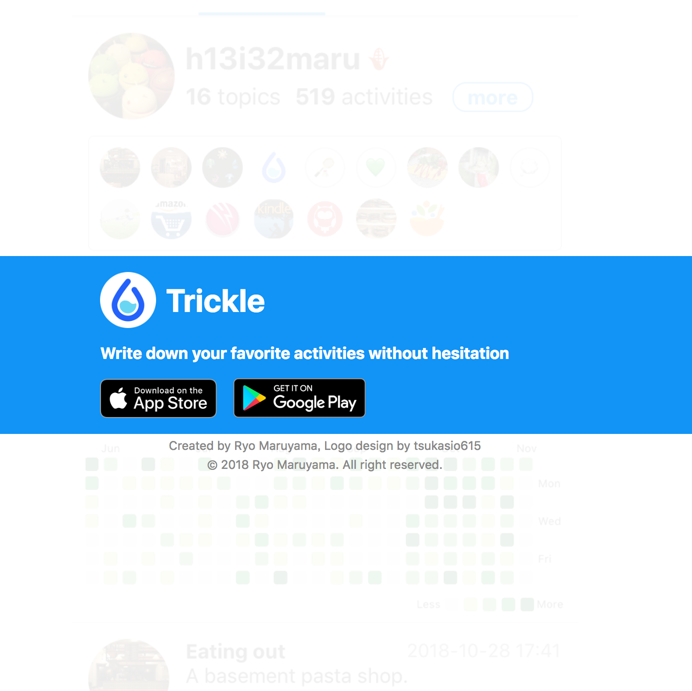 h13i32maru
16 topics 519 activities more
Trickle
Write down your favorite activities without hesitation
Download on the App Store
GET IT ON Google Play
Jun Nov
Created by Ryo Maruyama, Logo design by tsukasio615
© 2018 Ryo Maruyama. All right reserved.
Mon
Wed
Fri
Less More
Eating out 2018-10-28 17:41
A basement pasta shop.